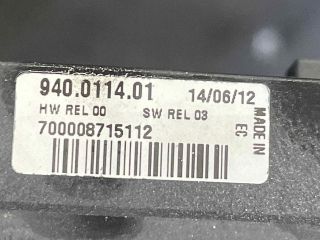 940.0114.01 14/06/12
HW REL 00 SW REL 03
700008715112
MADE IN
EC